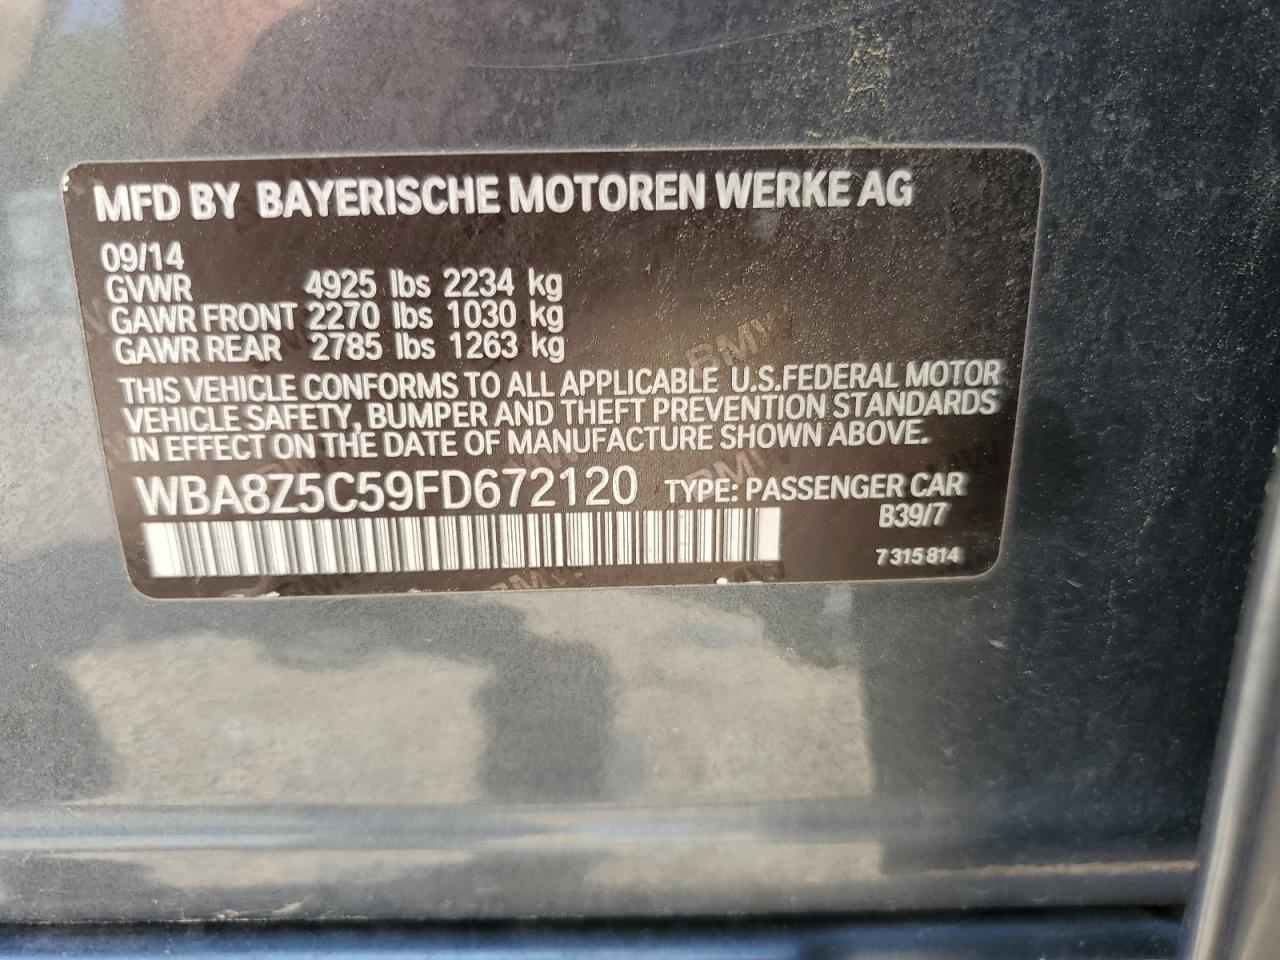 MFD BY BAYERISCHE MOTOREN WERKE AG
09/14
GVWR 4925 lbs 2234 kg
GAWR FRONT 2270 lbs 1030 kg
GAWR REAR 2785 lbs 1263 kg
THIS VEHICLE CONFORMS TO ALL APPLICABLE U.S.FEDERAL MOTOR
VEHICLE SAFETY, BUMPER AND THEFT PREVENTION STANDARDS
IN EFFECT ON THE DATE OF MANUFACTURE SHOWN ABOVE.
WBA8Z5C59FD672120 TYPE: PASSENGER CAR
B39/7
7 315 814